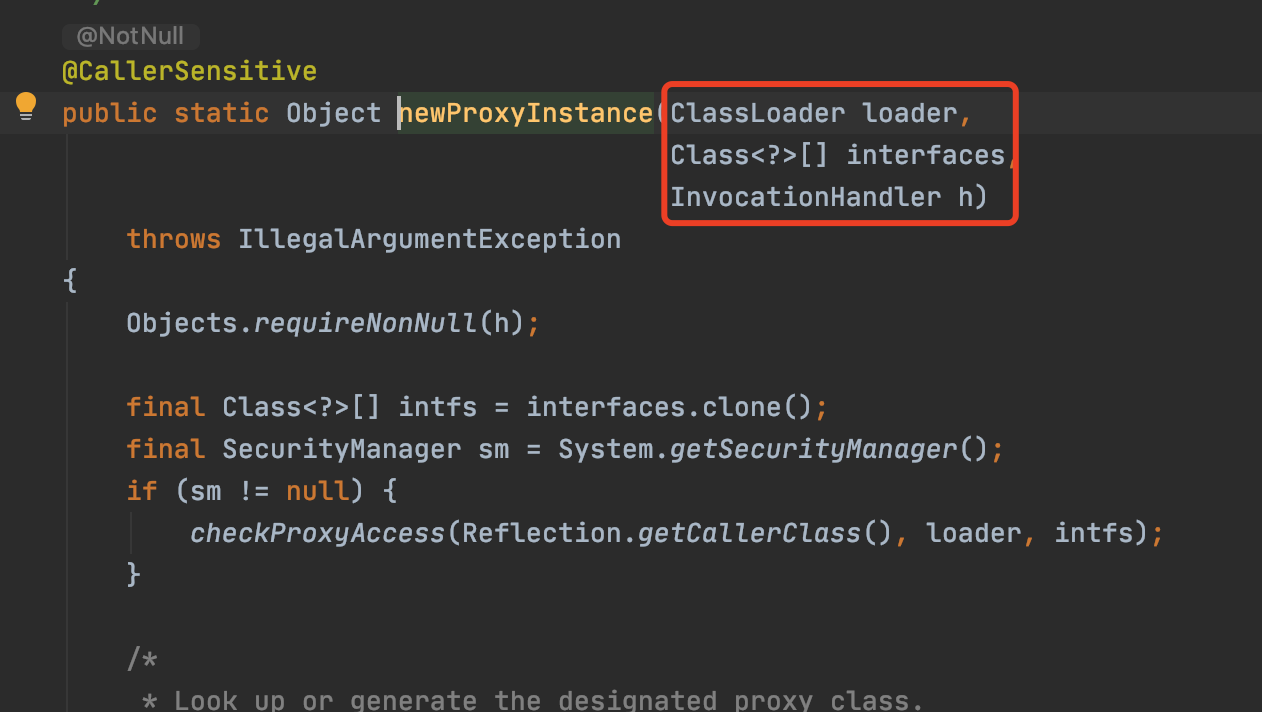 @NotNull
@CallerSensitive
public static Object newProxyInstance(ClassLoader loader,
Class<?>[] interfaces,
InvocationHandler h)
throws IllegalArgumentException
{
Objects.requireNonNull(h);
final Class<?>[] intfs = interfaces.clone();
final SecurityManager sm = System.getSecurityManager();
if (sm != null) {
checkProxyAccess(Reflection.getCallerClass(), loader, intfs);
}
/*
* Look up or generate the designated proxy class.